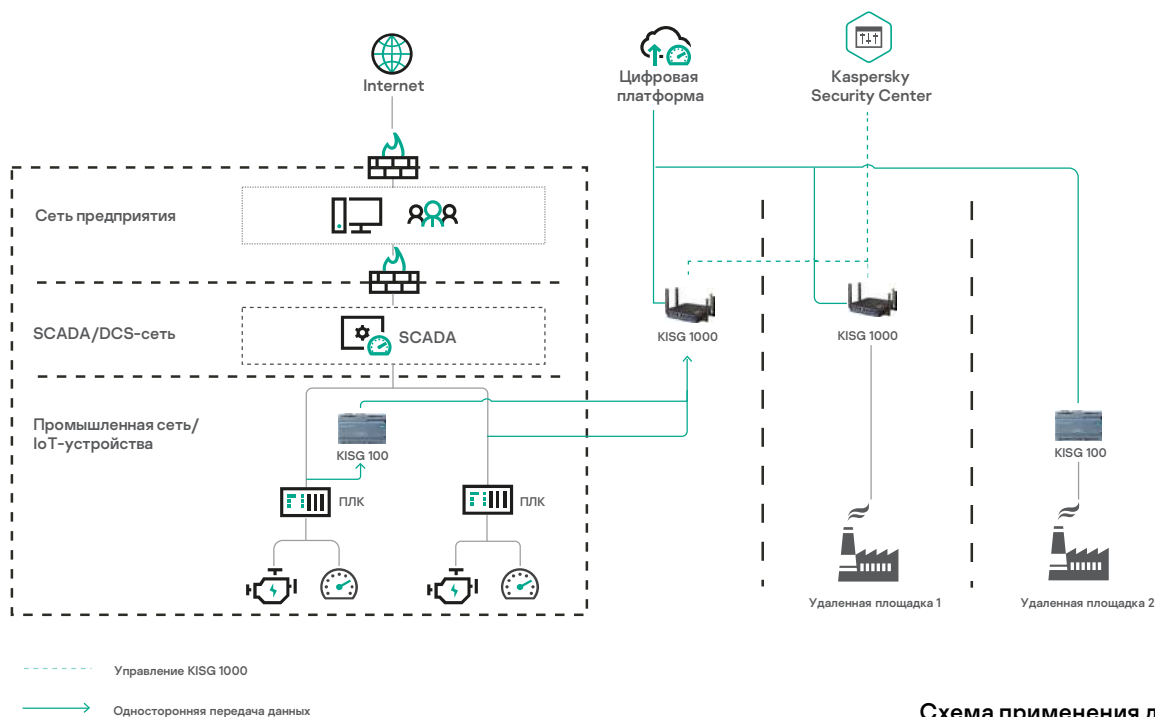 Internet
Цифровая
платформа
Kaspersky
Security Center
Сеть предприятия
SCADA/DCS-сеть
SCADA
KISG 1000
KISG 1000
Промышленная сеть/
IoT-устройства
KISG 100
KISG 100
ПЛК
ПЛК
Удаленная площадка 1
Удаленная площадка 2
Управление KISG 1000
Односторонняя передача данных
Схема применения